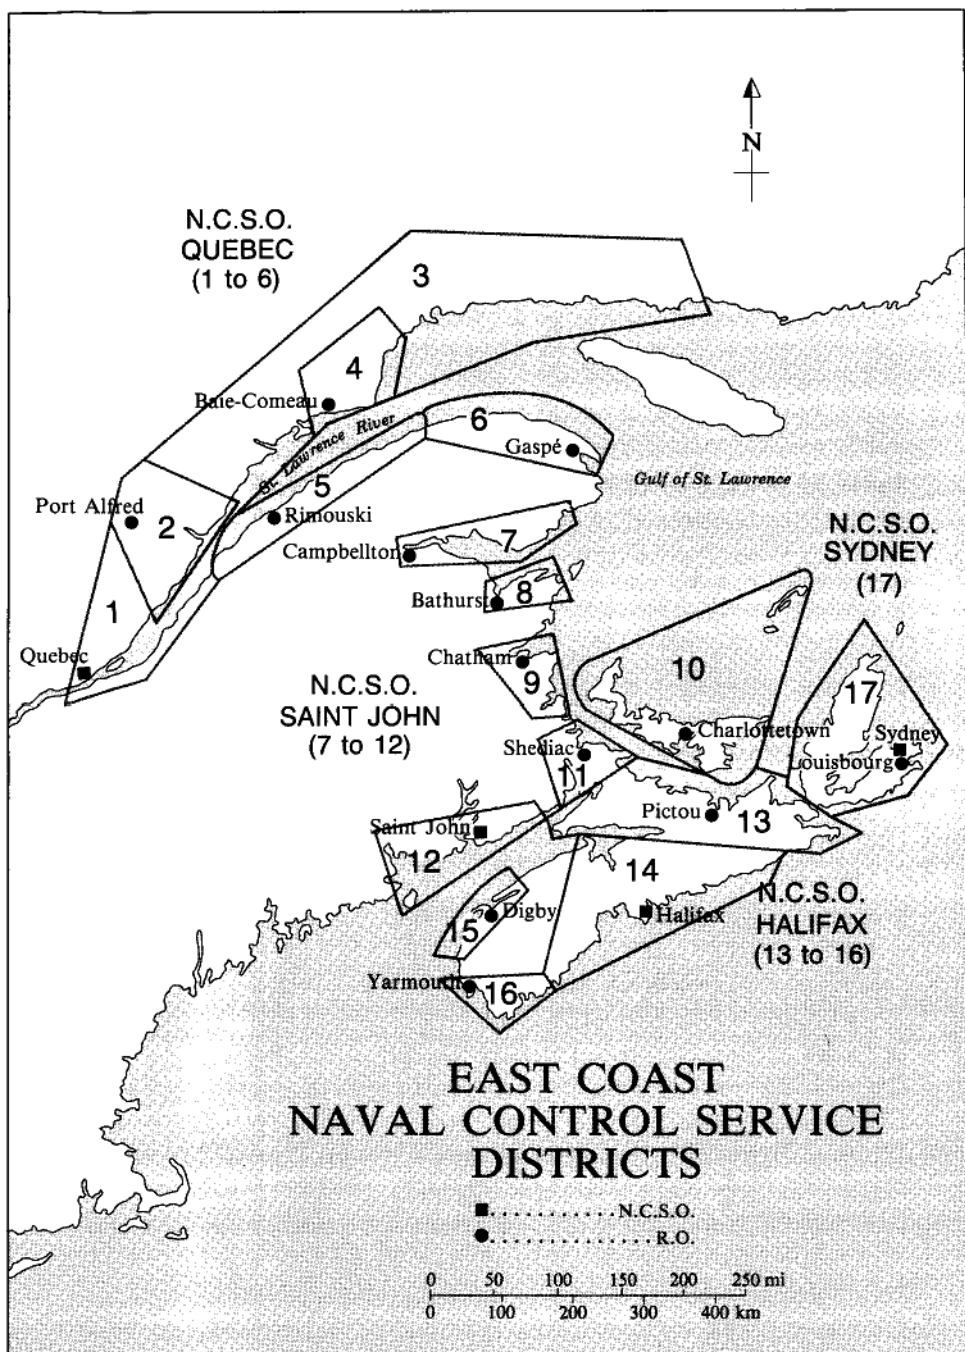 N
N.C.S.O.
QUEBEC
(1 to 6)
3
4
Baie-Comeau
St. Lawrence River
6
Gaspé
Gulf of St. Lawrence
5
Port Alfred
2
Rimouski
7
Campbellton
N.C.S.O.
SYDNEY
(17)
8
Bathurst
1
Quebec
Chatham
9
10
17
N.C.S.O.
SAINT JOHN
(7 to 12)
Charlottetown
Sydney
Shediac
Louisbourg
11
Pictou
13
Saint John
12
14
N.C.S.O.
HALIFAX
(13 to 16)
Digby
Halifax
15
Yarmouth
16
EAST COAST
NAVAL CONTROL SERVICE
DISTRICTS
■...........N.C.S.O.
●..............R.O.
0 50 100 150 200 250 mi
0 100 200 300 400 km